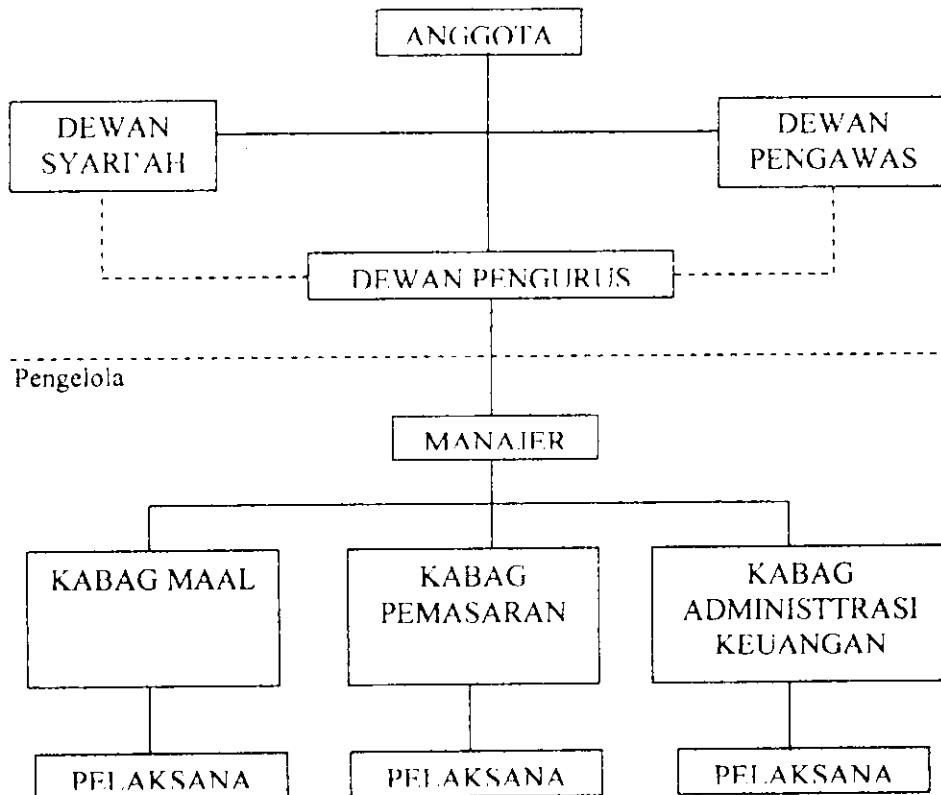 ANGGOTA
DEWAN
SYARI'AH
DEWAN
PENGAWAS
DEWAN PENGURUS
Pengelola
MANAJER
KABAG MAAL
KABAG
PEMASARAN
KABAG
ADMINISTTRASI
KEUANGAN
PELAKSANA
PELAKSANA
PELAKSANA